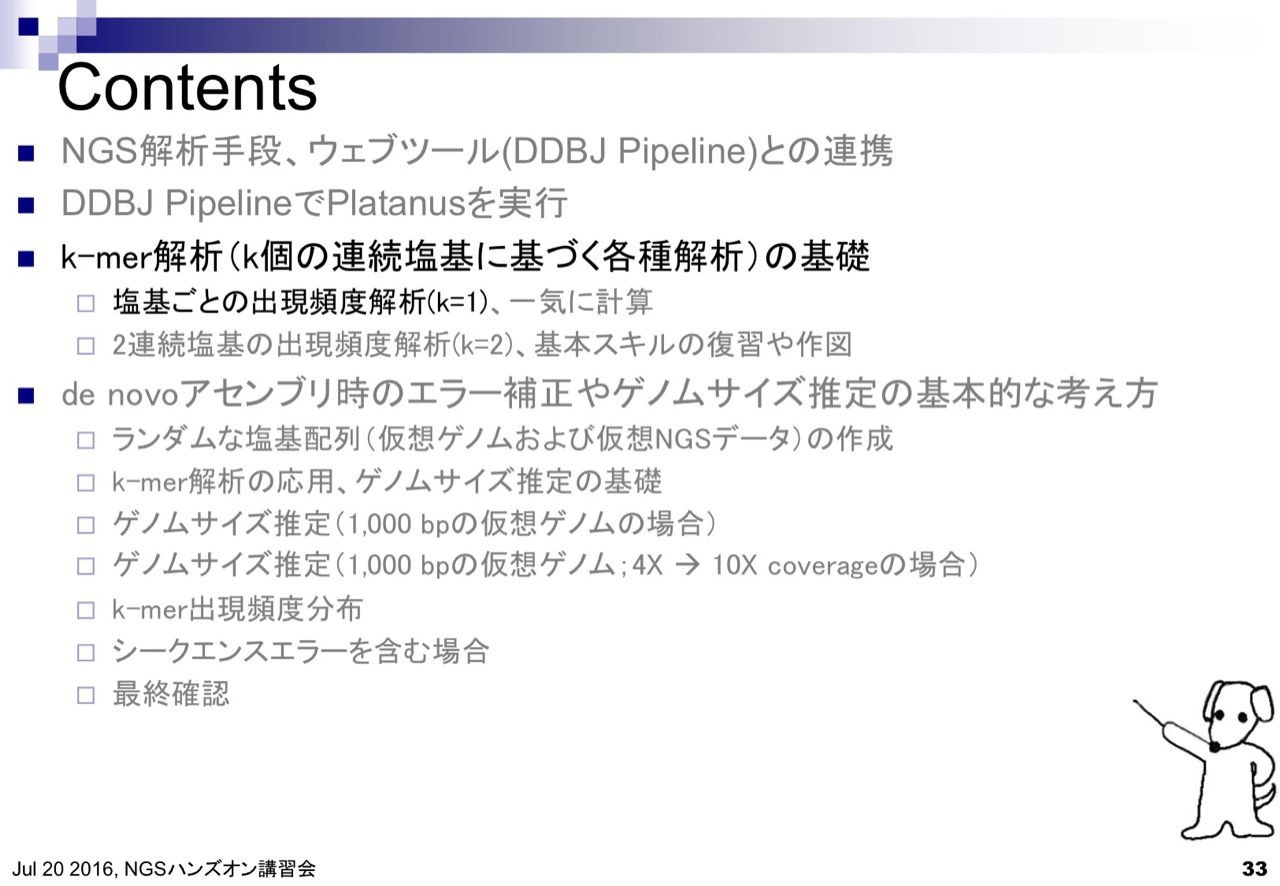 Contents
NGS解析手段、ウェブツール(DDBJ Pipeline)との連携
DDBJ PipelineでPlatanusを実行
k-mer解析（k個の連続塩基に基づく各種解析）の基礎
塩基ごとの出現頻度解析(k=1)、一気に計算
2連続塩基の出現頻度解析(k=2)、基本スキルの復習や作図
de novoアセンブリ時のエラー補正やゲノムサイズ推定の基本的な考え方
ランダムな塩基配列（仮想ゲノムおよび仮想NGSデータ）の作成
k-mer解析の応用、ゲノムサイズ推定の基礎
ゲノムサイズ推定（1,000 bpの仮想ゲノムの場合）
ゲノムサイズ推定（1,000 bpの仮想ゲノム；4X → 10X coverageの場合）
k-mer出現頻度分布
シークエンスエラーを含む場合
最終確認
Jul 20 2016, NGSハンズオン講習会
33